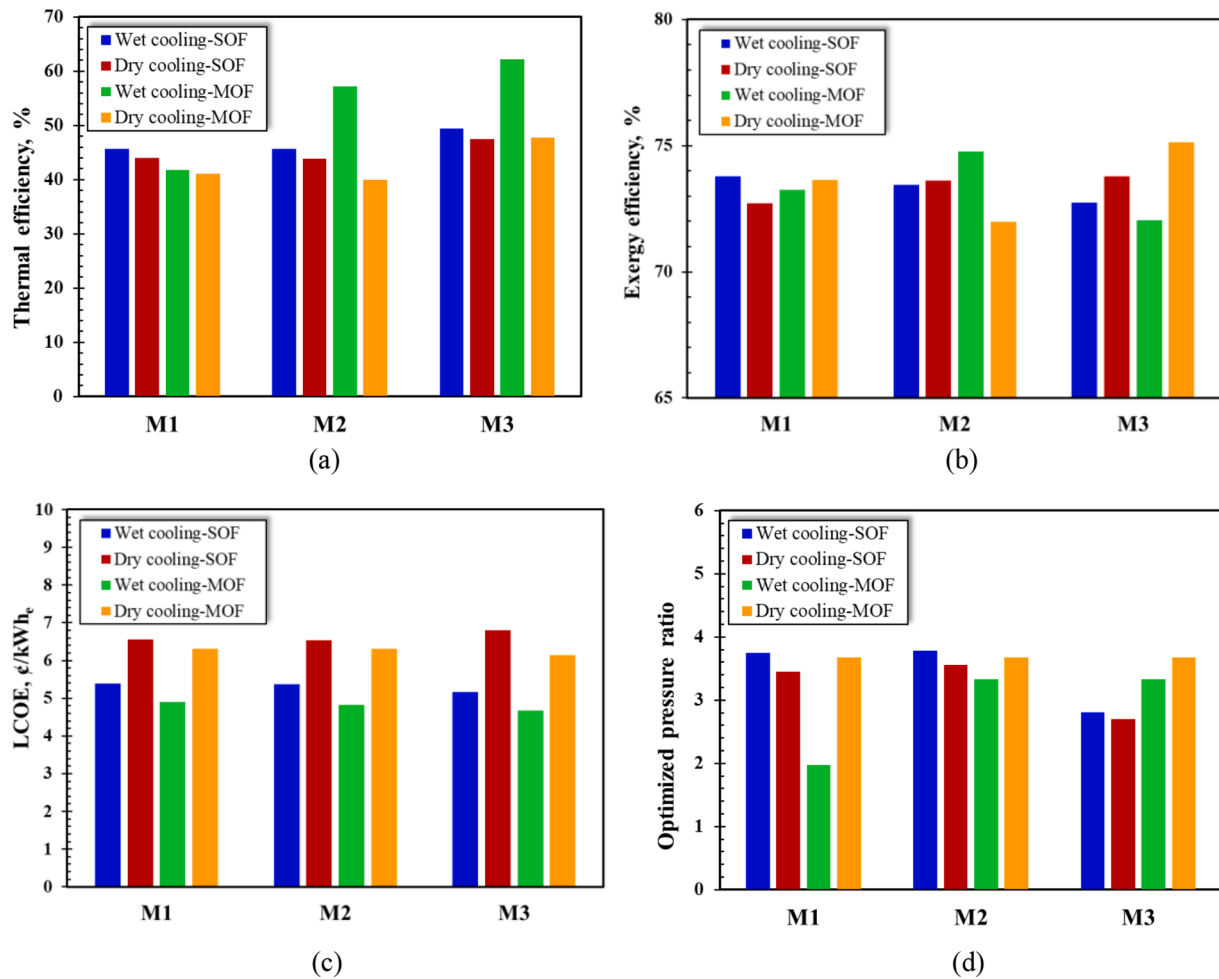 Thermal efficiency, %
70
60
50
40
30
20
10
0
Wet cooling-SOF
Dry cooling-SOF
Wet cooling-MOF
Dry cooling-MOF
M1 M2 M3
(a)
Exergy efficiency, %
80
75
70
65
Wet cooling-SOF
Dry cooling-SOF
Wet cooling-MOF
Dry cooling-MOF
M1 M2 M3
(b)
LCOE, ¢/kWhₑ
10
9
8
7
6
5
4
3
2
1
0
Wet cooling-SOF
Dry cooling-SOF
Wet cooling-MOF
Dry cooling-MOF
M1 M2 M3
(c)
Optimized pressure ratio
6
5
4
3
2
1
0
Wet cooling-SOF
Dry cooling-SOF
Wet cooling-MOF
Dry cooling-MOF
M1 M2 M3
(d)